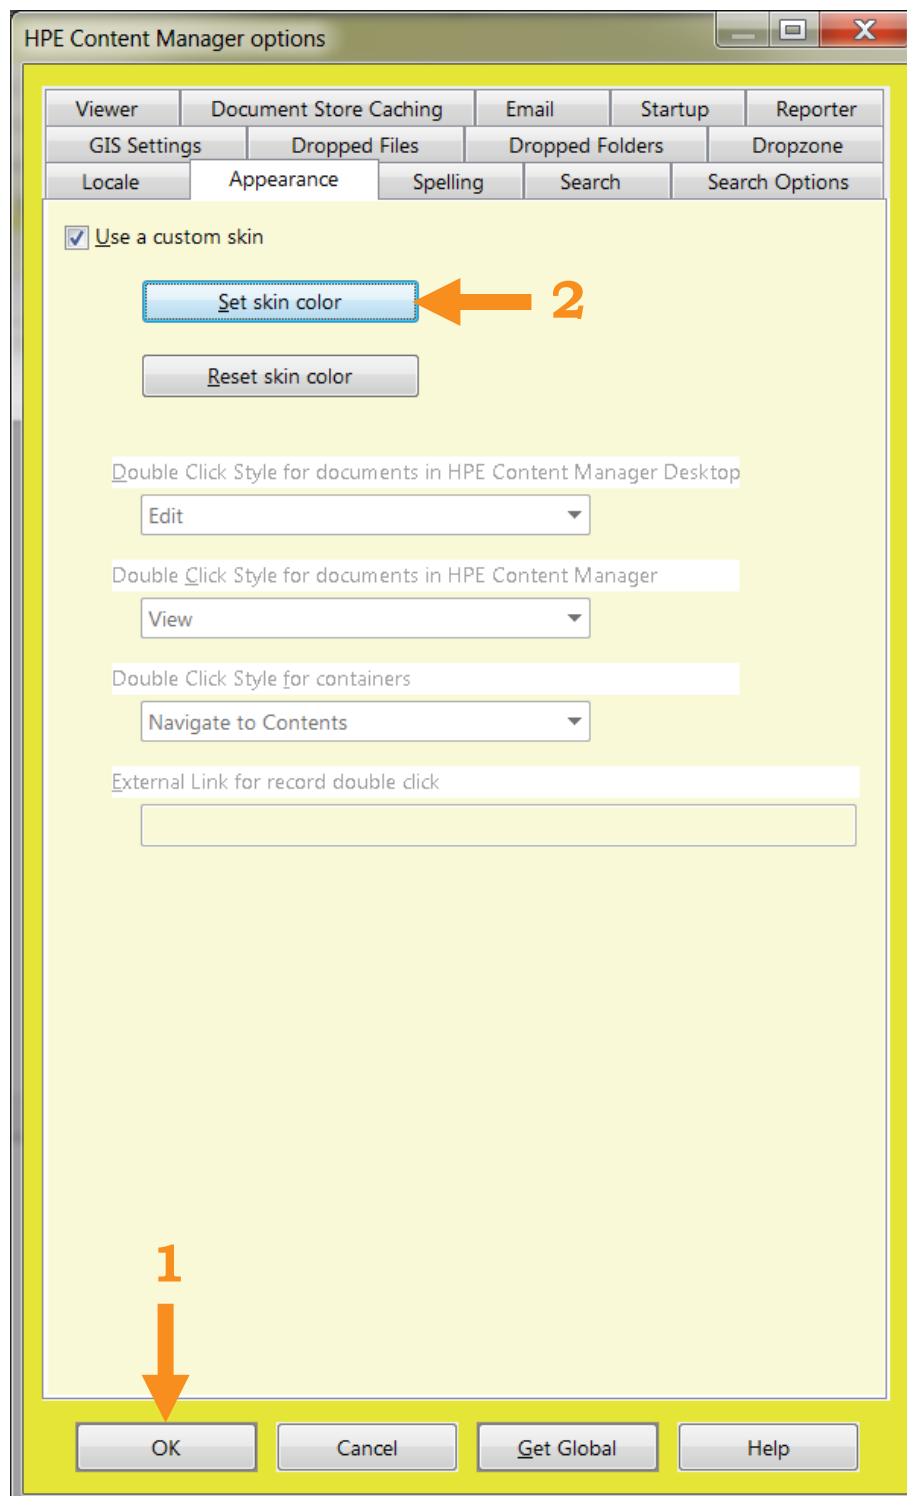 HPE Content Manager options
Viewer Document Store Caching Email Startup Reporter
GIS Settings Dropped Files Dropped Folders Dropzone
Locale Appearance Spelling Search Search Options
Use a custom skin
Set skin color 2
Reset skin color
Double Click Style for documents in HPE Content Manager Desktop
Edit
Double Click Style for documents in HPE Content Manager
View
Double Click Style for containers
Navigate to Contents
External Link for record double click
1
OK Cancel Get Global Help